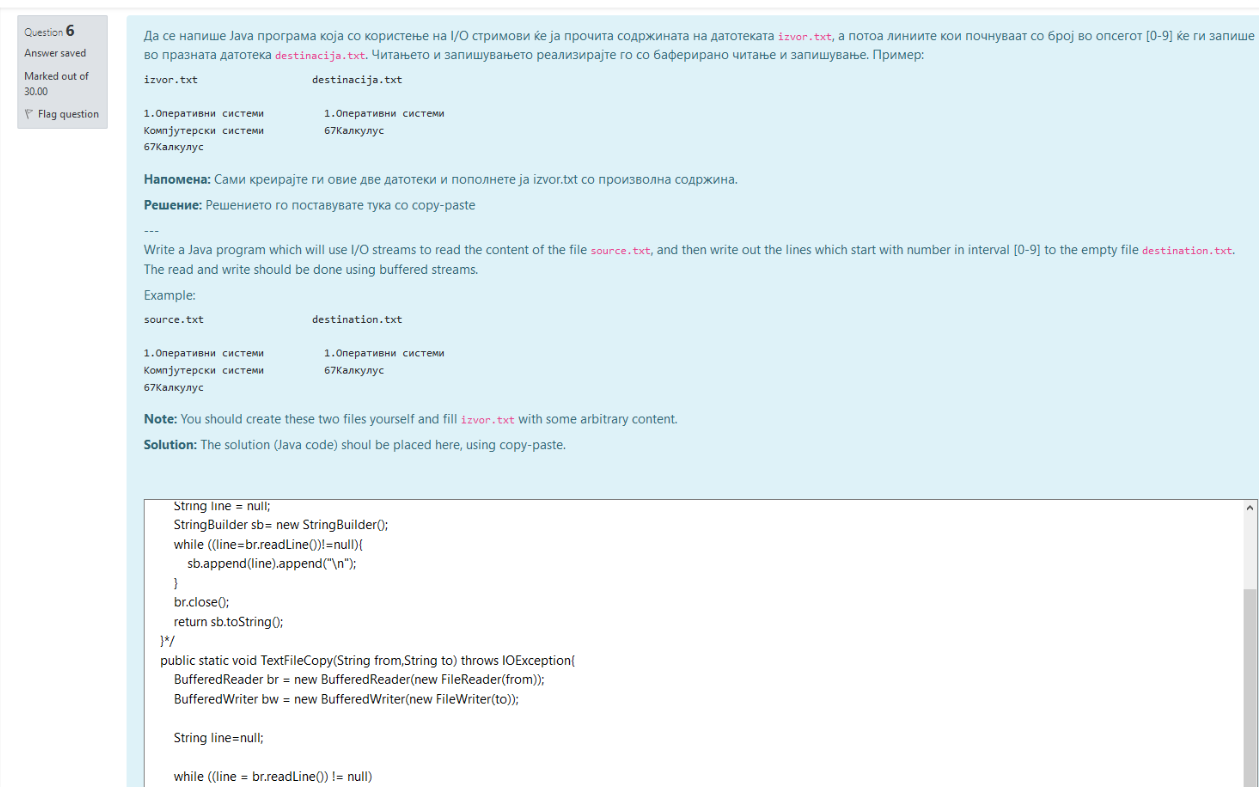 Question 6
Answer saved
Marked out of
30.00
Flag question
Да се напише Java програма која со користење на I/O стримови ќе ја прочита содржината на датотеката izvor.txt, а потоа линиите кои почнуваат со број во опсегот [0-9] ќе ги запише
во празната датотека destinacija.txt. Читањето и запишувањето реализирајте го со баферирано читање и запишување. Пример:
izvor.txt destinacija.txt
1.Оперативни системи 1.Оперативни системи
Компјутерски системи 67Калкулус
67Калкулус
Напомена: Сами креирајте ги овие две датотеки и пополнете ја izvor.txt со произволна содржина.
Решение: Решението го поставувате тука со copy-paste
---
Write a Java program which will use I/O streams to read the content of the file source.txt, and then write out the lines which start with number in interval [0-9] to the empty file destination.txt.
The read and write should be done using buffered streams.
Example:
source.txt destination.txt
1.Оперативни системи 1.Оперативни системи
Компјутерски системи 67Калкулус
67Калкулус
Note: You should create these two files yourself and fill izvor.txt with some arbitrary content.
Solution: The solution (Java code) shoul be placed here, using copy-paste.
String line = null;
StringBuilder sb= new StringBuilder();
while ((line=br.readLine())!=null){
sb.append(line).append("\n");
}
br.close();
return sb.toString();
}*/
public static void TextFileCopy(String from,String to) throws IOException{
BufferedReader br = new BufferedReader(new FileReader(from));
BufferedWriter bw = new BufferedWriter(new FileWriter(to));
String line=null;
while ((line = br.readLine()) != null)